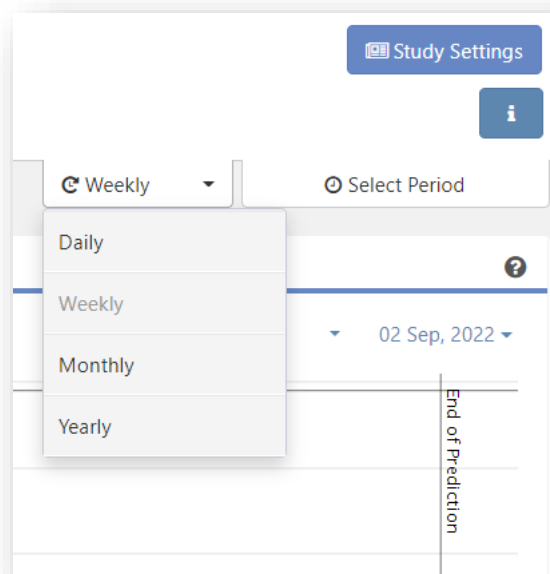 Study Settings
i
Weekly
Select Period
Daily
Weekly
Monthly
Yearly
?
02 Sep, 2022
End of Prediction